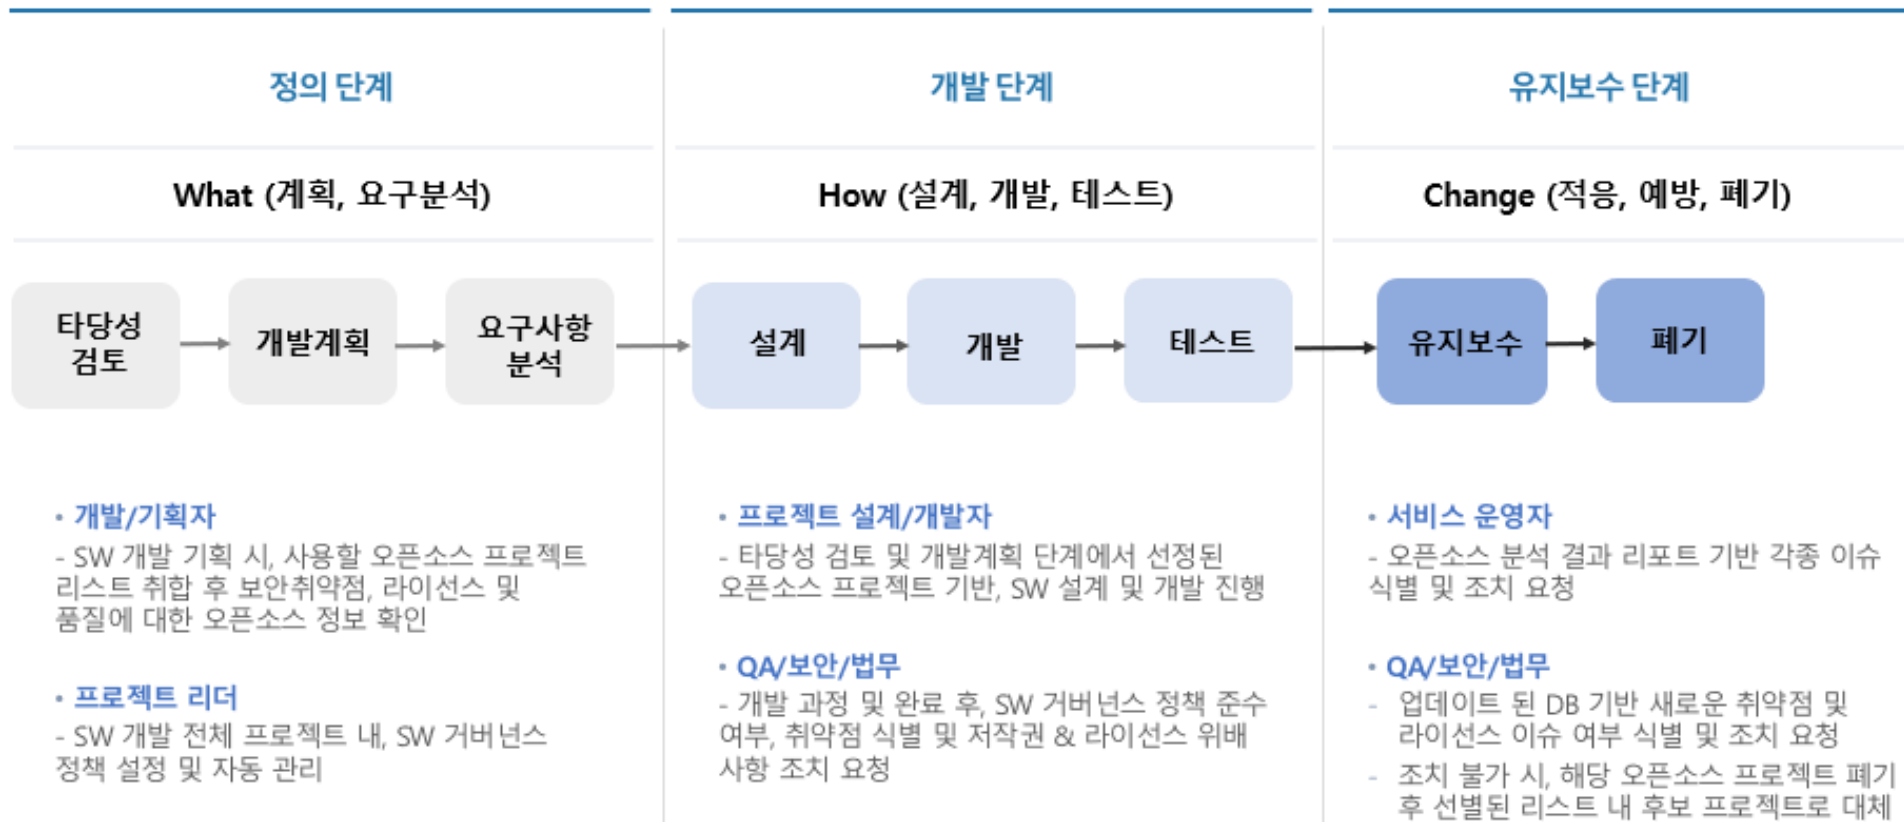 정의 단계
What (계획, 요구분석)
타당성
검토
개발계획
요구사항
분석
• 개발/기획자
- SW 개발 기획 시, 사용할 오픈소스 프로젝트
리스트 취합 후 보안취약점, 라이선스 및
품질에 대한 오픈소스 정보 확인
• 프로젝트 리더
- SW 개발 전체 프로젝트 내, SW 거버넌스
정책 설정 및 자동 관리
개발 단계
How (설계, 개발, 테스트)
설계
개발
테스트
• 프로젝트 설계/개발자
- 타당성 검토 및 개발계획 단계에서 선정된
오픈소스 프로젝트 기반, SW 설계 및 개발 진행
• QA/보안/법무
- 개발 과정 및 완료 후, SW 거버넌스 정책 준수
여부, 취약점 식별 및 저작권 & 라이선스 위배
사항 조치 요청
유지보수 단계
Change (적응, 예방, 폐기)
유지보수
폐기
• 서비스 운영자
- 오픈소스 분석 결과 리포트 기반 각종 이슈
식별 및 조치 요청
• QA/보안/법무
- 업데이트 된 DB 기반 새로운 취약점 및
라이선스 이슈 여부 식별 및 조치 요청
- 조치 불가 시, 해당 오픈소스 프로젝트 폐기
후 선별된 리스트 내 후보 프로젝트로 대체